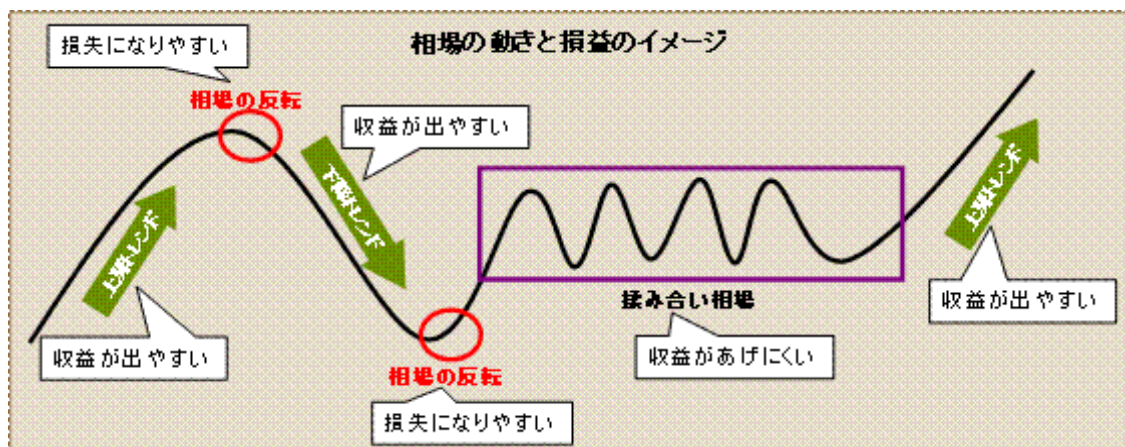 相場の動きと損益のイメージ
損失になりやすい
相場の反転
収益が出やすい
下降トレンド
上昇トレンド
収益が出やすい
相場の反転
損失になりやすい
揉み合い相場
収益があげにくい
上昇トレンド
収益が出やすい